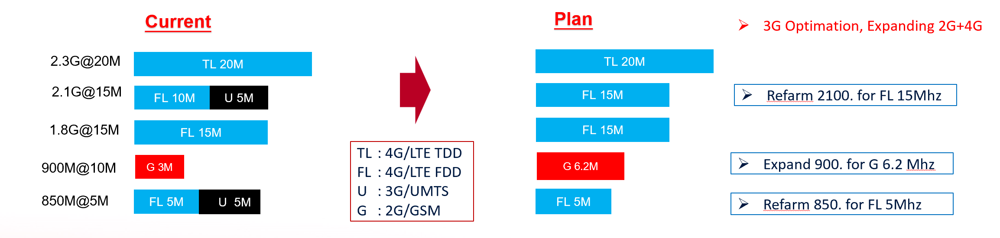 Current
Plan
➢ 3G Optimation, Expanding 2G+4G
2.3G@20M
TL 20M
TL 20M
2.1G@15M
FL 10M
U 5M
FL 15M
➢ Refarm 2100. for FL 15Mhz
1.8G@15M
FL 15M
FL 15M
900M@10M
G 3M
G 6.2M
➢ Expand 900. for G 6.2 Mhz
850M@5M
FL 5M
U 5M
FL 5M
➢ Refarm 850. for FL 5Mhz
TL : 4G/LTE TDD
FL : 4G/LTE FDD
U : 3G/UMTS
G : 2G/GSM